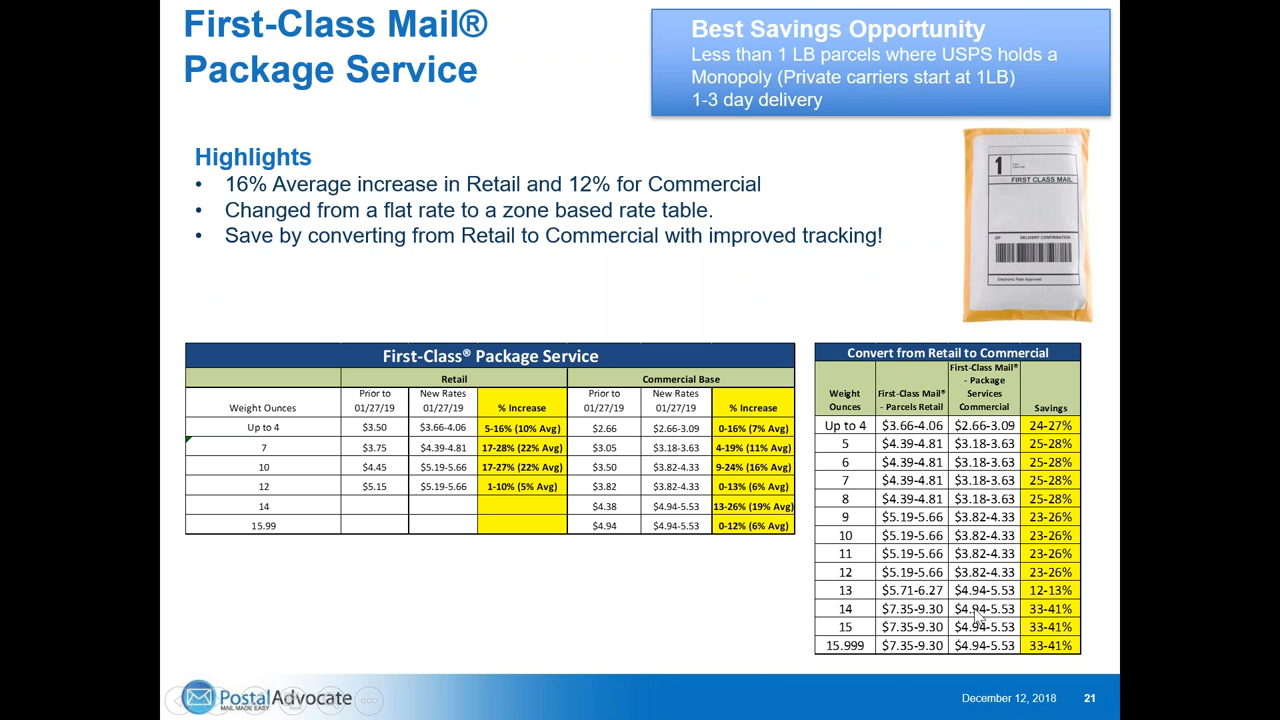 First-Class Mail®
Package Service
Best Savings Opportunity
Less than 1 LB parcels where USPS holds a
Monopoly (Private carriers start at 1LB)
1-3 day delivery
Highlights
• 16% Average increase in Retail and 12% for Commercial
• Changed from a flat rate to a zone based rate table.
• Save by converting from Retail to Commercial with improved tracking!
1
FIRST CLASS MAIL
ZIP DELIVERY CONFIRMATION
Electronic Rate Approved
First-Class® Package Service
Retail Commercial Base
Prior to New Rates Prior to New Rates
Weight Ounces 01/27/19 01/27/19 % Increase 01/27/19 01/27/19 % Increase
Up to 4 $3.50 $3.66-4.06 5-16% (10% Avg) $2.66 $2.66-3.09 0-16% (7% Avg)
7 $3.75 $4.39-4.81 17-28% (22% Avg) $3.05 $3.18-3.63 4-19% (11% Avg)
10 $4.45 $5.19-5.66 17-27% (22% Avg) $3.50 $3.82-4.33 9-24% (16% Avg)
12 $5.15 $5.19-5.66 1-10% (5% Avg) $3.82 $3.82-4.33 0-13% (6% Avg)
14 $4.38 $4.94-5.53 13-26% (19% Avg)
15.99 $4.94 $4.94-5.53 0-12% (6% Avg)
Convert from Retail to Commercial
First-Class Mail®
- Package
Weight First-Class Mail® Services
Ounces - Parcels Retail Commercial Savings
Up to 4 $3.66-4.06 $2.66-3.09 24-27%
5 $4.39-4.81 $3.18-3.63 25-28%
6 $4.39-4.81 $3.18-3.63 25-28%
7 $4.39-4.81 $3.18-3.63 25-28%
8 $4.39-4.81 $3.18-3.63 25-28%
9 $5.19-5.66 $3.82-4.33 23-26%
10 $5.19-5.66 $3.82-4.33 23-26%
11 $5.19-5.66 $3.82-4.33 23-26%
12 $5.19-5.66 $3.82-4.33 23-26%
13 $5.71-6.27 $4.94-5.53 12-13%
14 $7.35-9.30 $4.94-5.53 33-41%
15 $7.35-9.30 $4.94-5.53 33-41%
15.999 $7.35-9.30 $4.94-5.53 33-41%
PostalAdvocate
MAIL MADE EASY
December 12, 2018 21